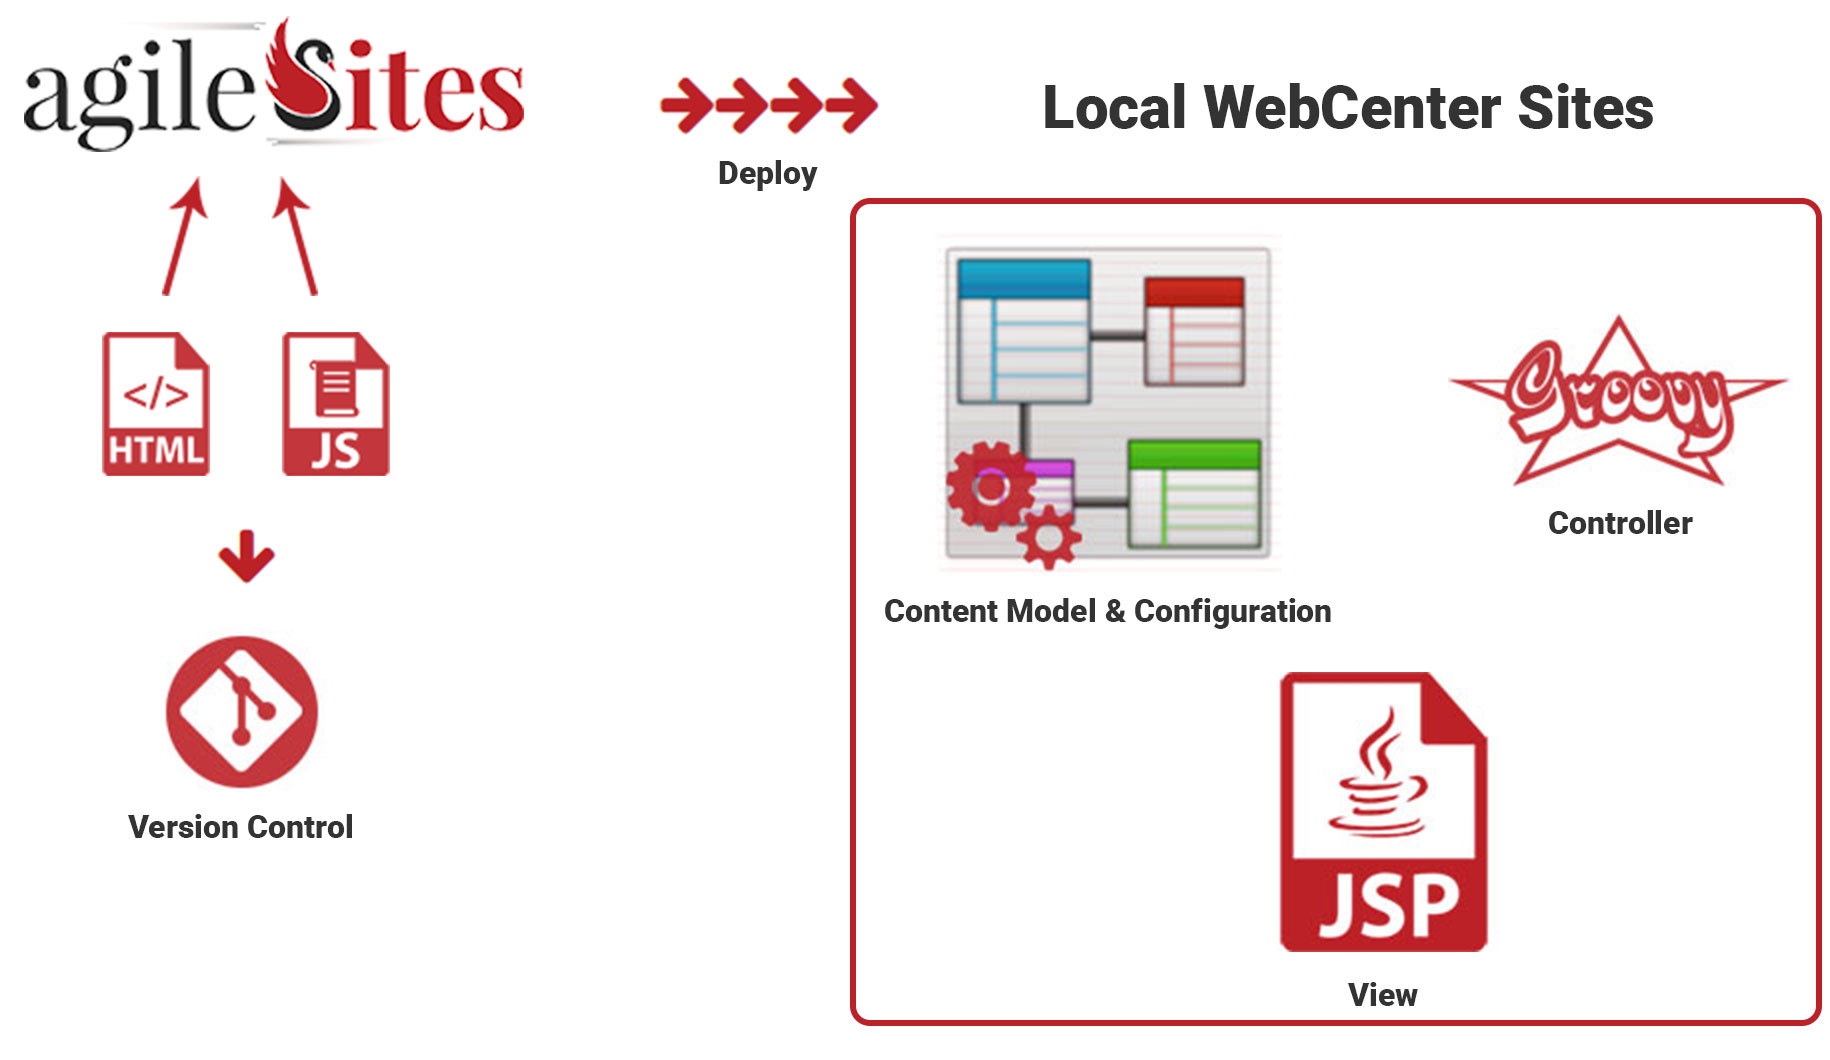 agileSites
Local WebCenter Sites
Deploy
</>
HTML
JS
Groovy
Controller
Content Model & Configuration
Version Control
JSP
View